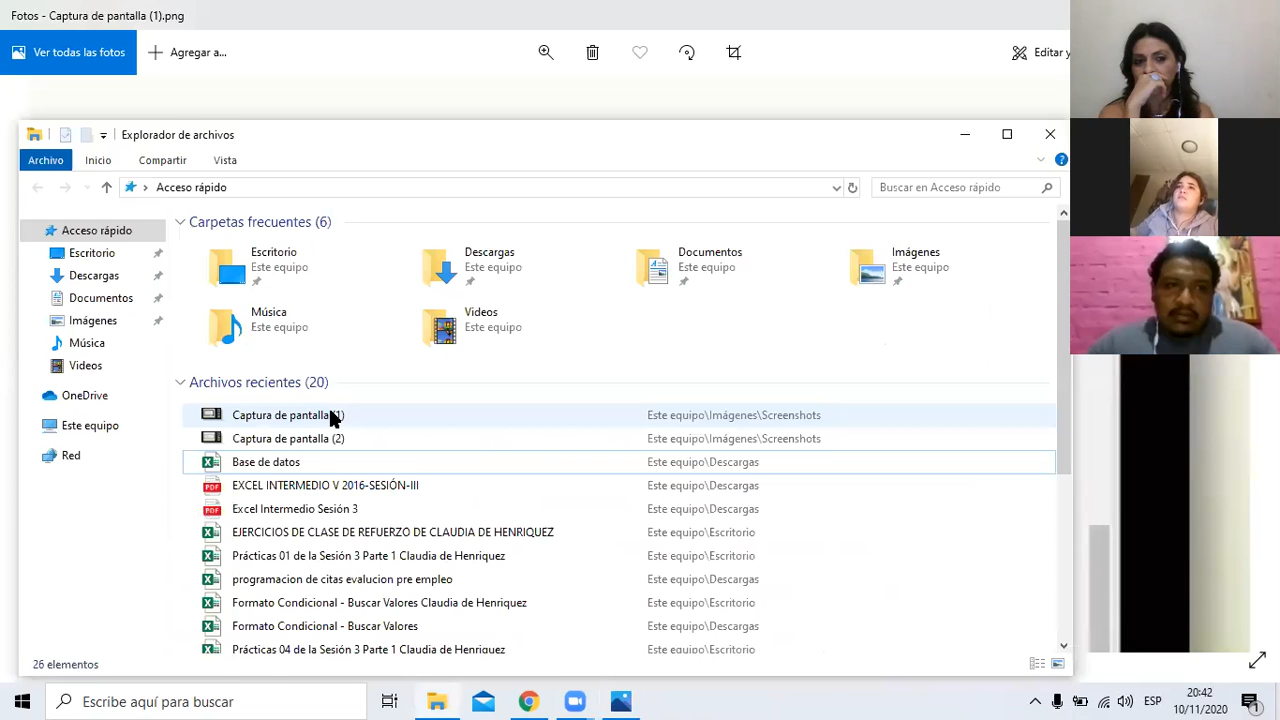 Fotos - Captura de pantalla (1).png
Ver todas las fotos
Agregar a...
Editar y
Explorador de archivos
Archivo
Inicio
Compartir
Vista
Acceso rápido
Buscar en Acceso rápido
Acceso rápido
Escritorio
Descargas
Documentos
Imágenes
Música
Videos
OneDrive
Este equipo
Red
Carpetas frecuentes (6)
Escritorio
Este equipo
Descargas
Este equipo
Documentos
Este equipo
Imágenes
Este equipo
Música
Este equipo
Videos
Este equipo
Archivos recientes (20)
Captura de pantalla (1) Este equipo\Imágenes\Screenshots
Captura de pantalla (2) Este equipo\Imágenes\Screenshots
Base de datos Este equipo\Descargas
EXCEL INTERMEDIO V 2016-SESIÓN-III Este equipo\Descargas
Excel Intermedio Sesión 3 Este equipo\Descargas
EJERCICIOS DE CLASE DE REFUERZO DE CLAUDIA DE HENRIQUEZ Este equipo\Escritorio
Prácticas 01 de la Sesión 3 Parte 1 Claudia de Henriquez Este equipo\Escritorio
programacion de citas evalucion pre empleo Este equipo\Descargas
Formato Condicional - Buscar Valores Claudia de Henriquez Este equipo\Escritorio
Formato Condicional - Buscar Valores Este equipo\Descargas
Prácticas 04 de la Sesión 3 Parte 1 Claudia de Henriquez Este equipo\Escritorio
26 elementos
Escribe aquí para buscar
ESP
20:42
10/11/2020
1